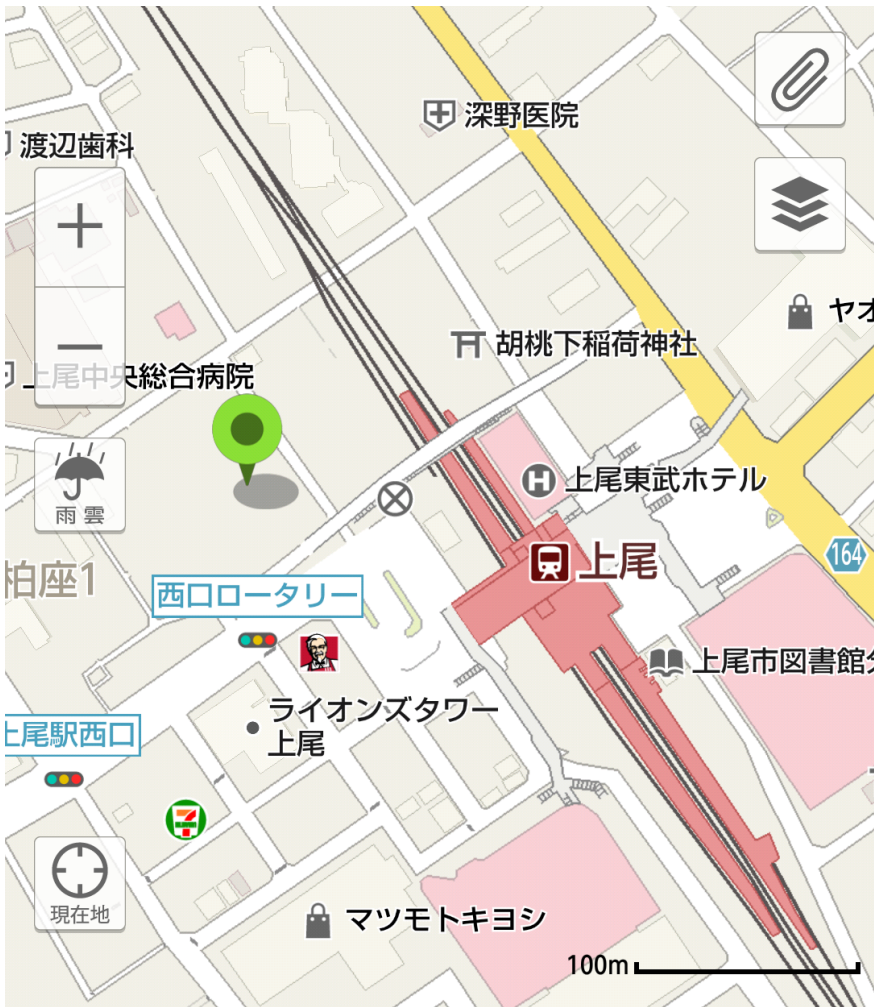 深野医院
渡辺歯科
ヤオ
胡桃下稲荷神社
上尾中央総合病院
上尾東武ホテル
雨雲
164
上尾
柏座1
西口ロータリー
上尾市図書館分
ライオンズタワー
上尾
上尾駅西口
7
現在地
マツモトキヨシ
100m